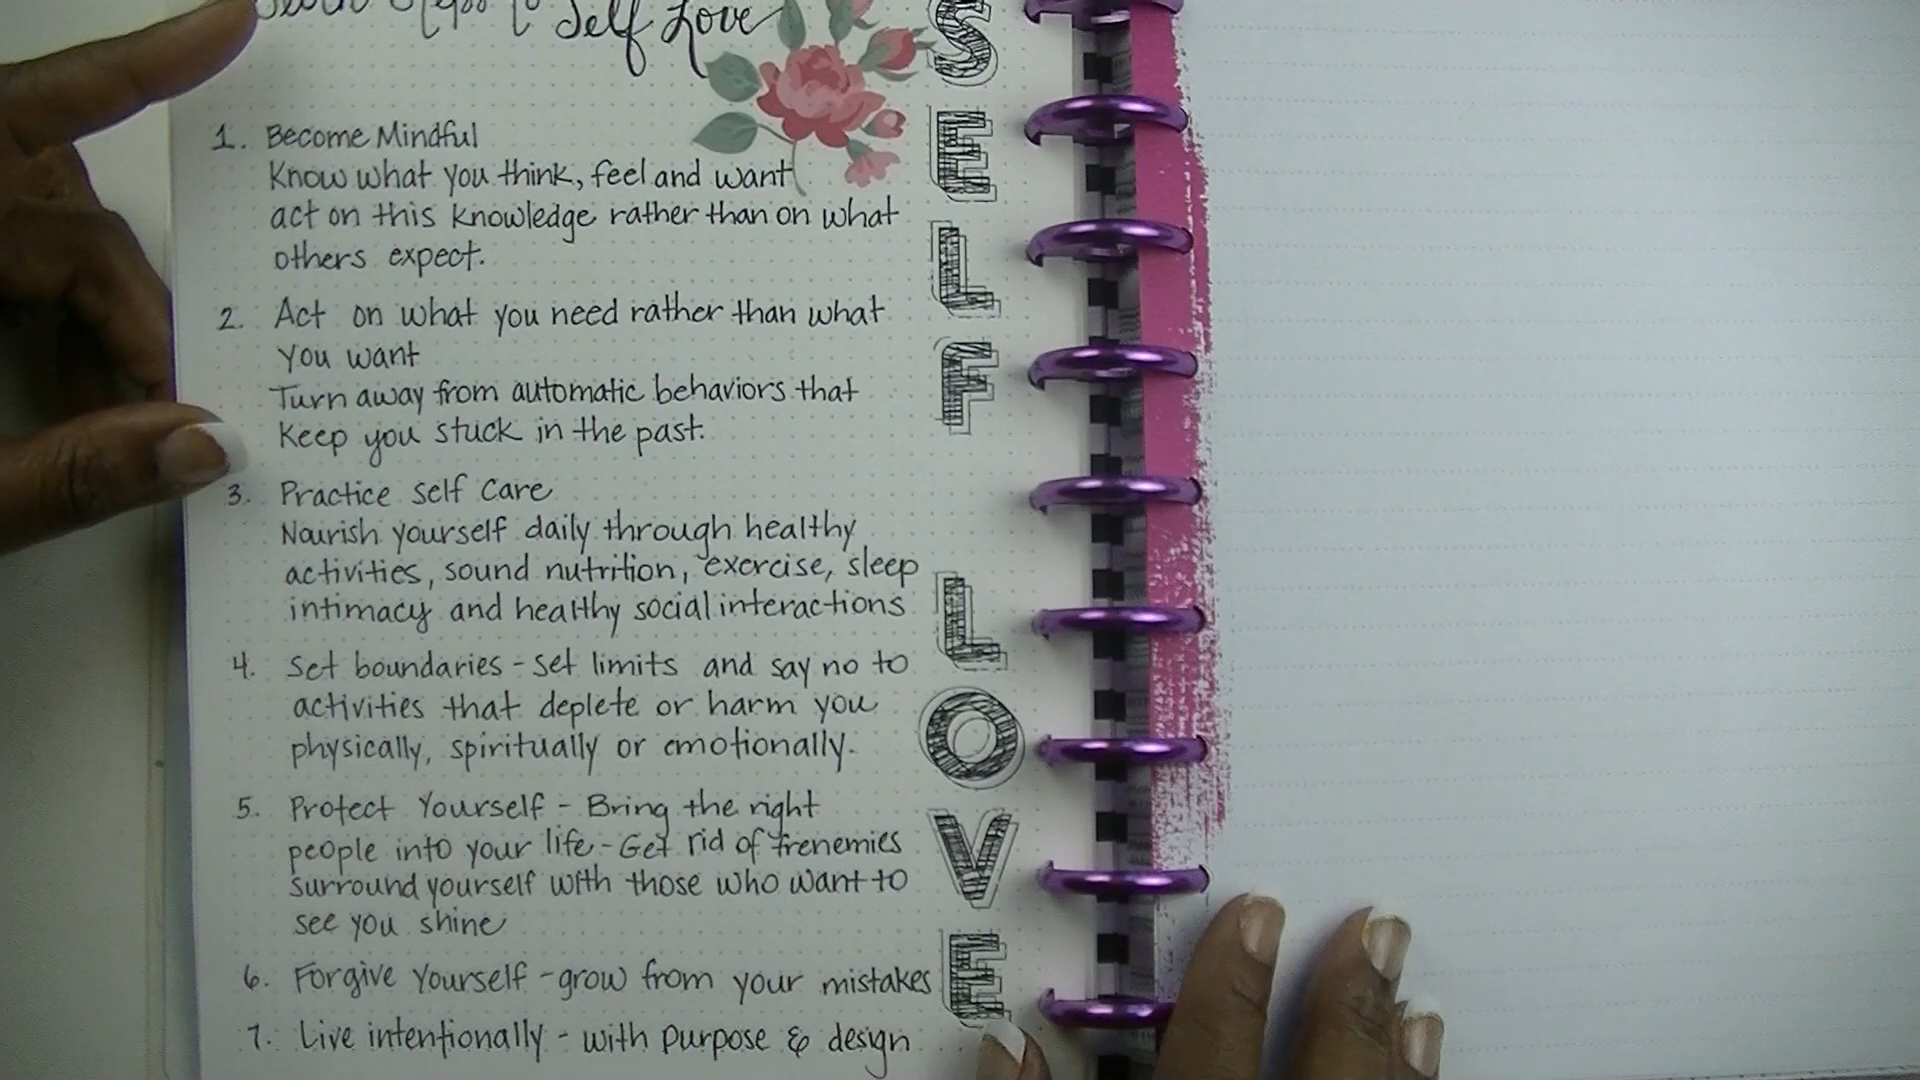 Seven Steps to Self Love
1. Become Mindful
Know what you think, feel and want
act on this knowledge rather than on what
others expect.
2. Act on what you need rather than what
you want
Turn away from automatic behaviors that
keep you stuck in the past.
3. Practice Self Care
Nourish yourself daily through healthy
activities, sound nutrition, exercise, sleep
intimacy and healthy social interactions
4. Set boundaries - set limits and say no to
activities that deplete or harm you
physically, spiritually or emotionally.
5. Protect Yourself - Bring the right
people into your life - Get rid of frenemies
surround yourself with those who want to
see you shine
6. Forgive Yourself - grow from your mistakes
7. Live intentionally - with purpose & design
SELF
LOVE